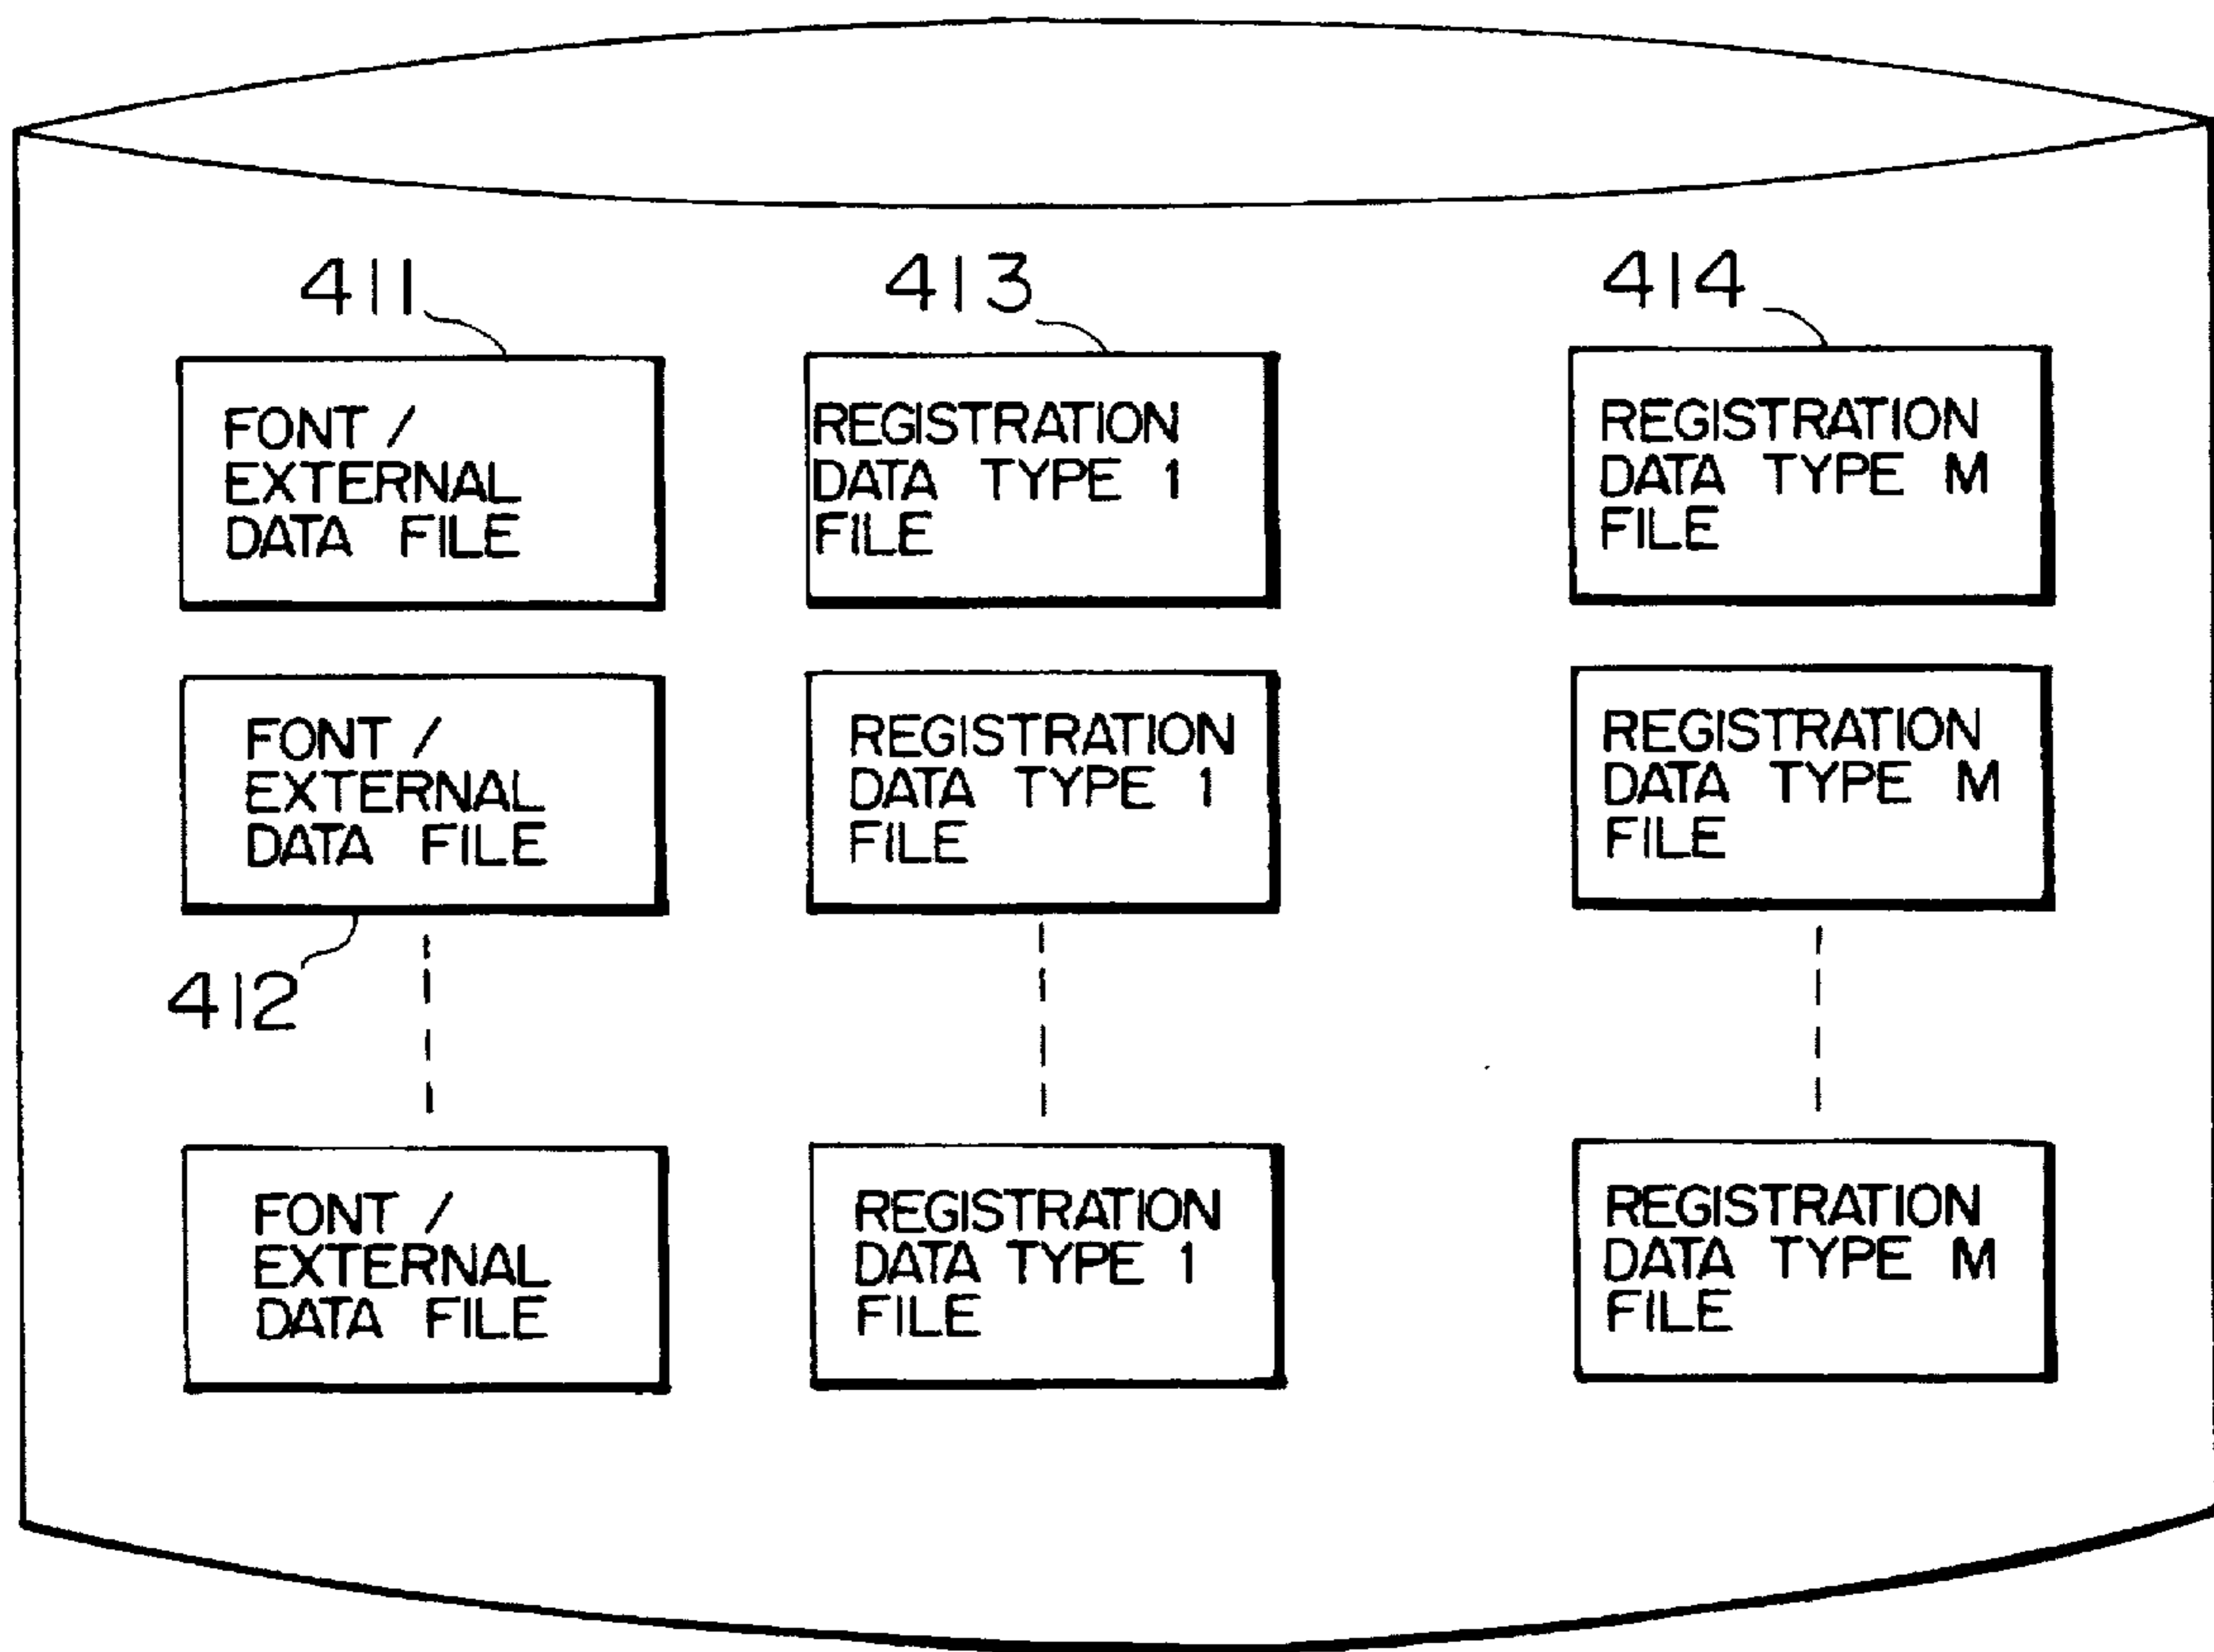 411
FONT /
EXTERNAL
DATA FILE
413
REGISTRATION
DATA TYPE 1
FILE
414
REGISTRATION
DATA TYPE M
FILE
FONT /
EXTERNAL
DATA FILE
412
REGISTRATION
DATA TYPE 1
FILE
REGISTRATION
DATA TYPE M
FILE
FONT /
EXTERNAL
DATA FILE
REGISTRATION
DATA TYPE 1
FILE
REGISTRATION
DATA TYPE M
FILE